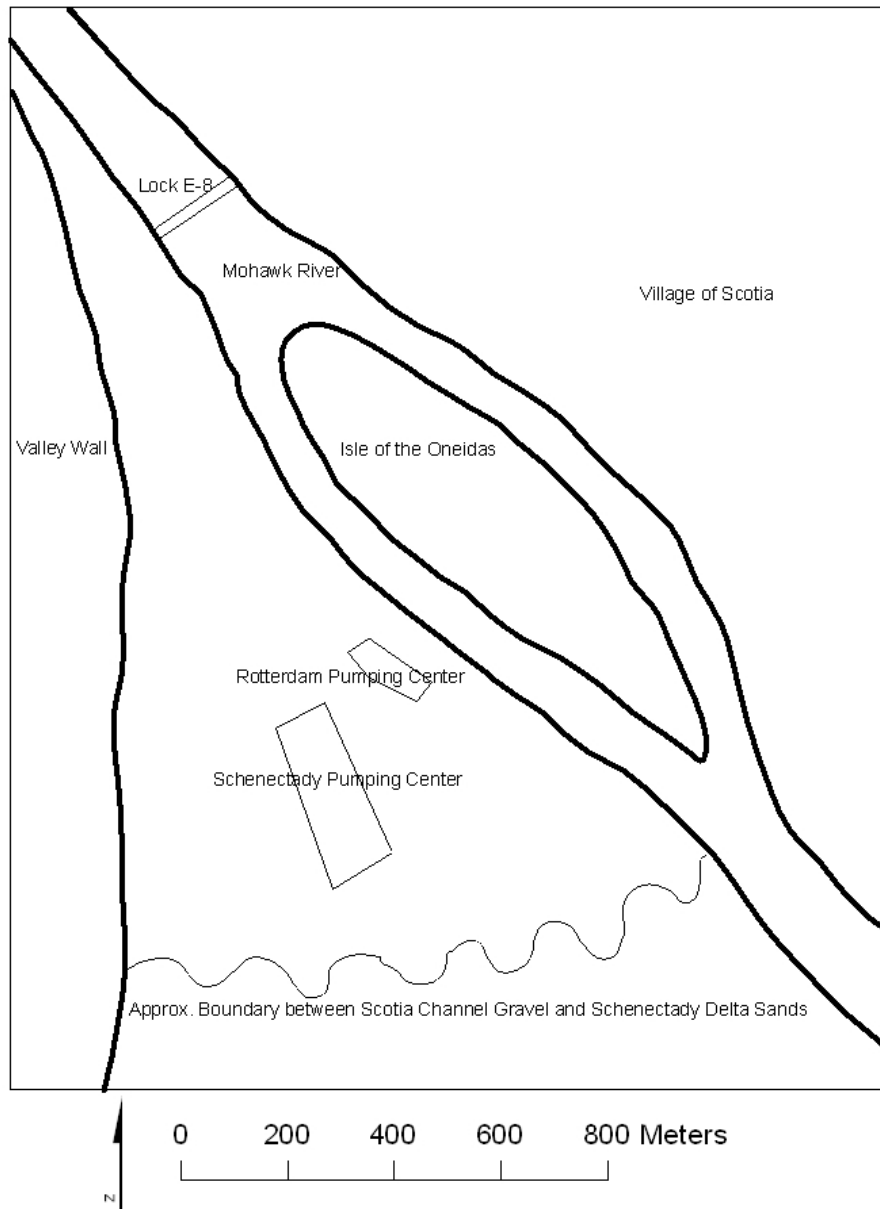 Lock E-8
Mohawk River
Village of Scotia
Valley Wall
Isle of the Oneidas
Rotterdam Pumping Center
Schenectady Pumping Center
Approx. Boundary between Scotia Channel Gravel and Schenectady Delta Sands
0 200 400 600 800 Meters
N